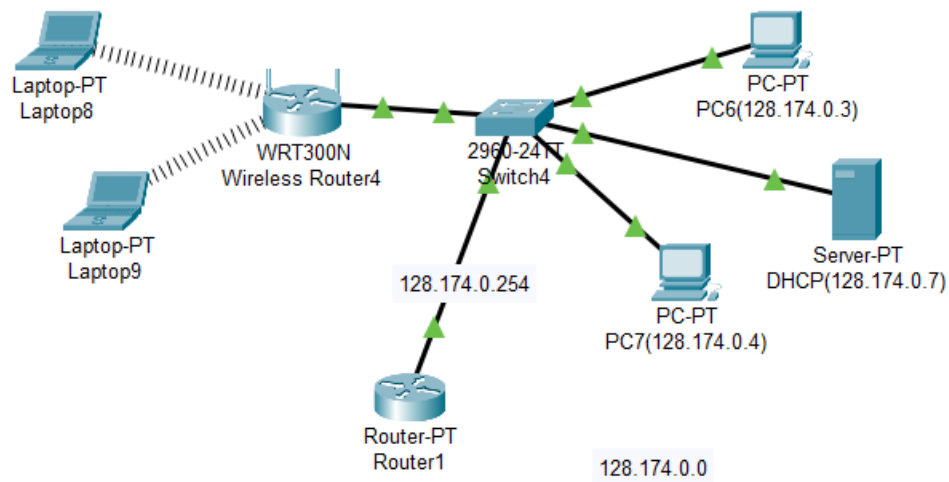 Laptop-PT
Laptop8
WRT300N
Wireless Router4
2960-24TT
Switch4
PC-PT
PC6(128.174.0.3)
Laptop-PT
Laptop9
Server-PT
DHCP(128.174.0.7)
128.174.0.254
PC-PT
PC7(128.174.0.4)
Router-PT
Router1
128.174.0.0